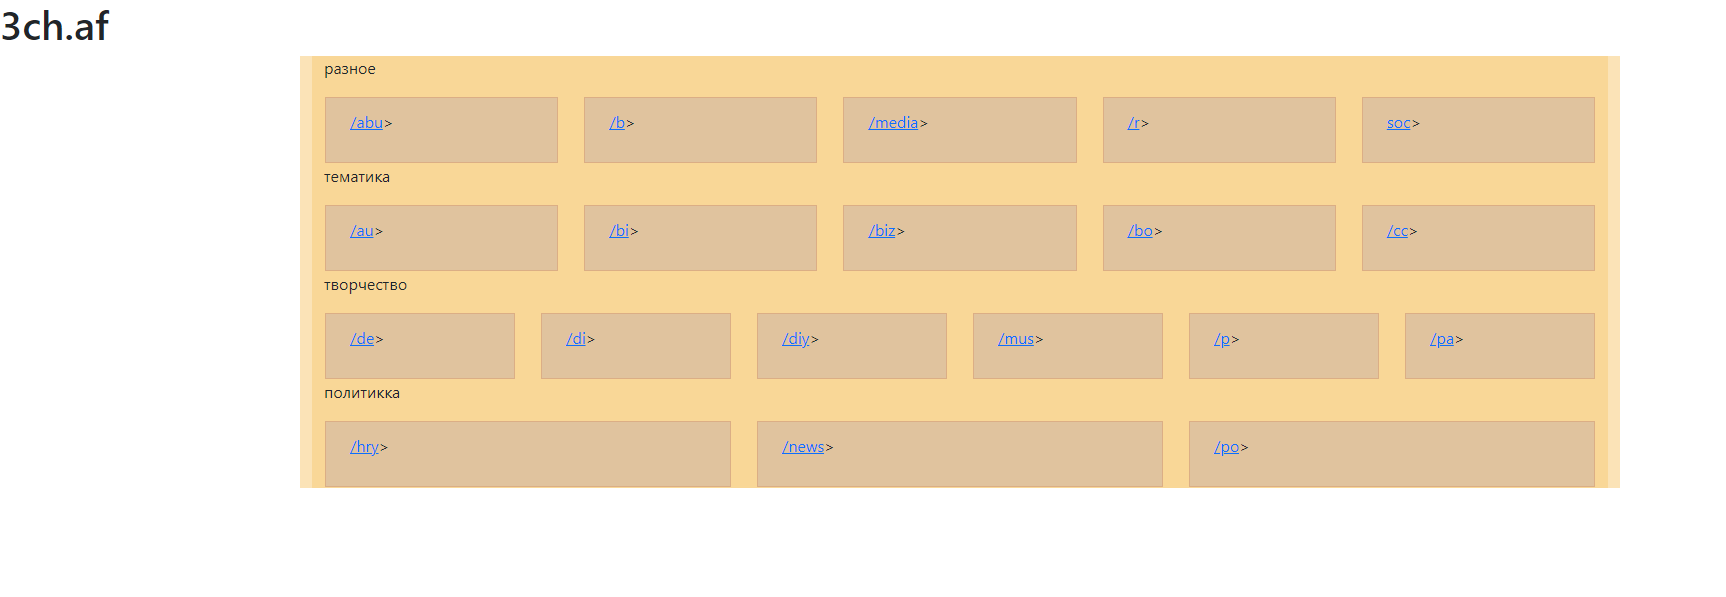 3ch.af
разное
/abu> /b> /media> /r> soc>
тематика
/au> /bi> /biz> /bo> /cc>
творчество
/de> /di> /diy> /mus> /p> /pa>
политикка
/hry> /news> /po>